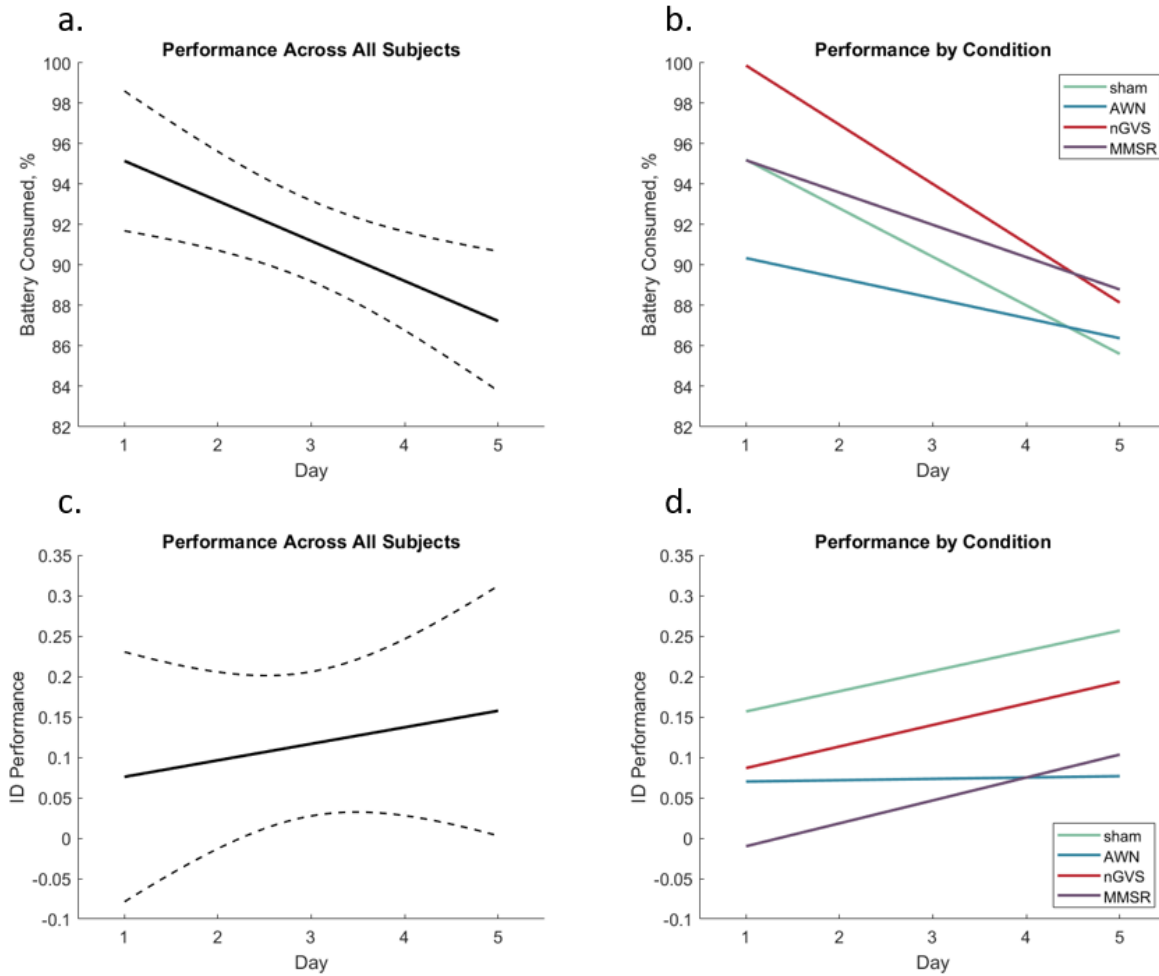 a.
Performance Across All Subjects
100
98
96
94
92
90
88
86
84
82
Battery Consumed, %
1 2 3 4 5
Day
b.
Performance by Condition
100
98
96
94
92
90
88
86
84
82
Battery Consumed, %
1 2 3 4 5
Day
sham
AWN
nGVS
MMSR
c.
Performance Across All Subjects
0.35
0.3
0.25
0.2
0.15
0.1
0.05
0
-0.05
-0.1
ID Performance
1 2 3 4 5
Day
d.
Performance by Condition
0.35
0.3
0.25
0.2
0.15
0.1
0.05
0
-0.05
-0.1
ID Performance
1 2 3 4 5
Day
sham
AWN
nGVS
MMSR